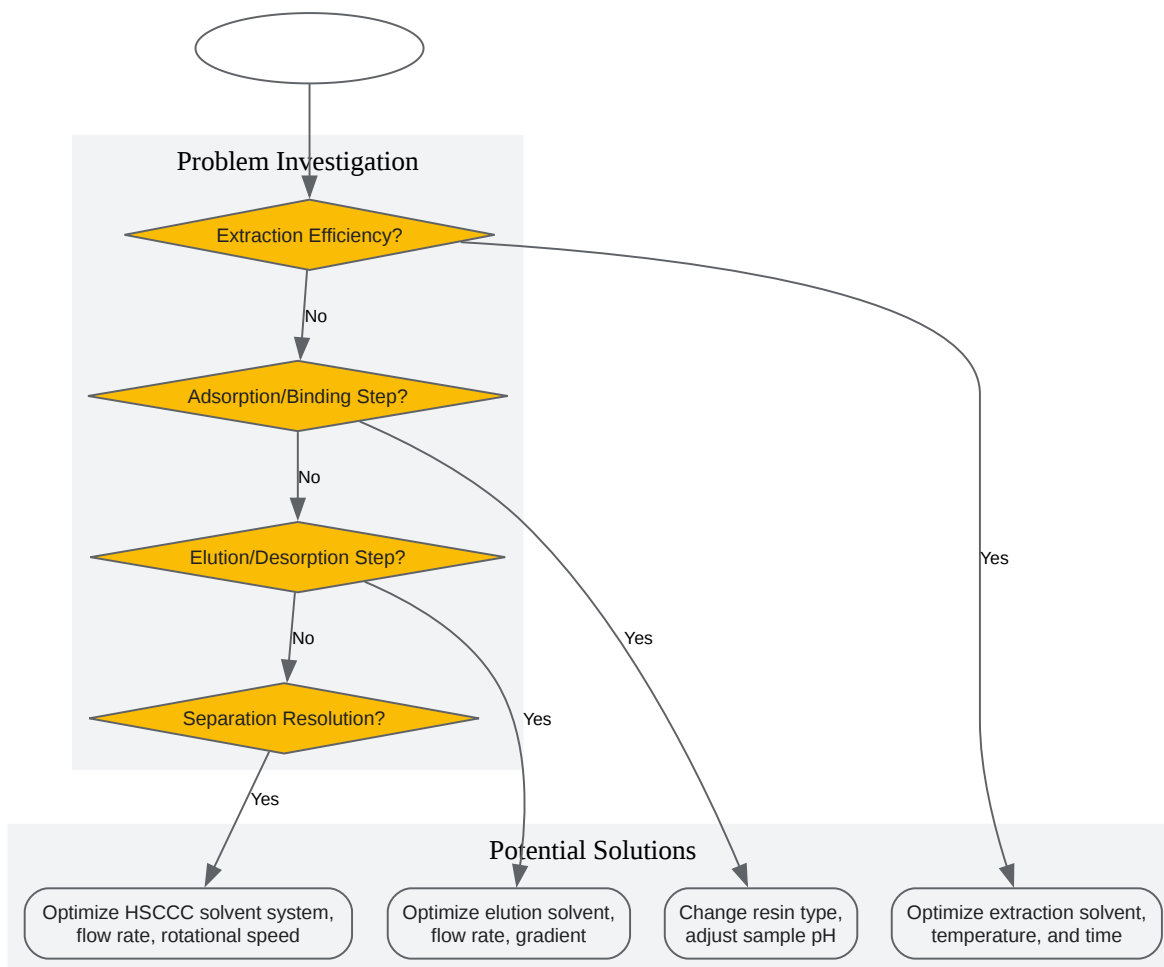 Problem Investigation
Extraction Efficiency?
No
Adsorption/Binding Step?
No
Elution/Desorption Step?
Yes
No
Yes
Separation Resolution?
Yes
Yes
Potential Solutions
Optimize HSCCC solvent system,
flow rate, rotational speed
Optimize elution solvent,
flow rate, gradient
Change resin type,
adjust sample pH
Optimize extraction solvent,
temperature, and time